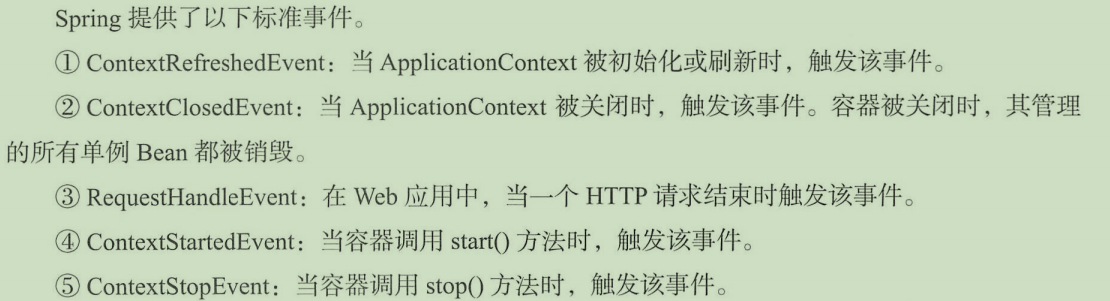 Spring 提供了以下标准事件。
① ContextRefreshedEvent：当 ApplicationContext 被初始化或刷新时，触发该事件。
② ContextClosedEvent：当 ApplicationContext 被关闭时，触发该事件。容器被关闭时，其管理
的所有单例 Bean 都被销毁。
③ RequestHandleEvent：在 Web 应用中，当一个 HTTP 请求结束时触发该事件。
④ ContextStartedEvent：当容器调用 start() 方法时，触发该事件。
⑤ ContextStopEvent：当容器调用 stop() 方法时，触发该事件。